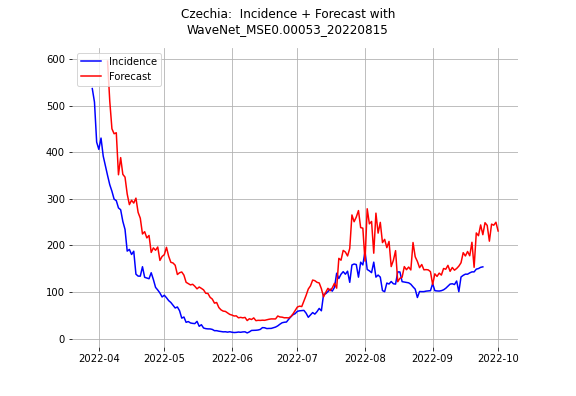 Czechia:  Incidence + Forecast with
WaveNet_MSE0.00053_20220815
Incidence
Forecast
600
500
400
300
200
100
0
2022-04 2022-05 2022-06 2022-07 2022-08 2022-09 2022-10